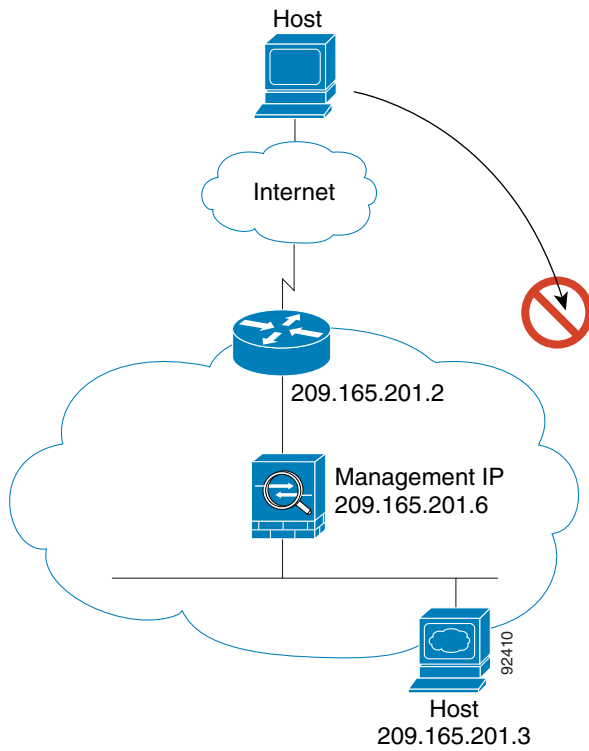 Host
Internet
209.165.201.2
Management IP
209.165.201.6
92410
Host
209.165.201.3